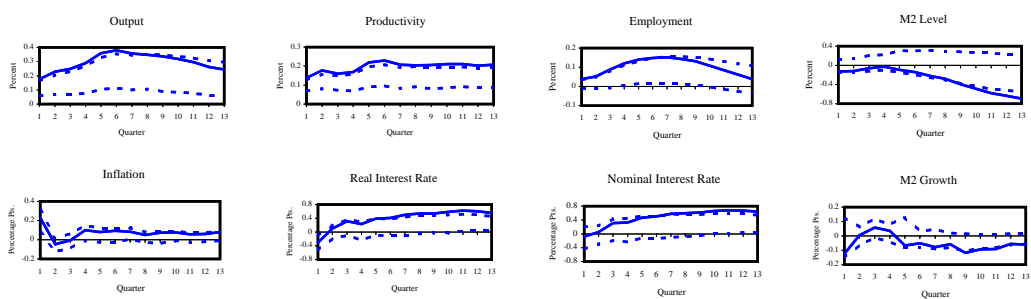 Output
Percent
0.4
0.3
0.2
0.1
0
1 2 3 4 5 6 7 8 9 10 11 12 13
Quarter
Productivity
Percent
0.3
0.2
0.1
0
1 2 3 4 5 6 7 8 9 10 11 12 13
Quarter
Employment
Percent
0.2
0.1
0
-0.1
1 2 3 4 5 6 7 8 9 10 11 12 13
Quarter
M2 Level
Percent
0.4
0
-0.4
-0.8
1 2 3 4 5 6 7 8 9 10 11 12 13
Quarter
Inflation
Percentage Pts.
0.4
0.2
0
-0.2
1 2 3 4 5 6 7 8 9 10 11 12 13
Quarter
Real Interest Rate
Percentage Pts.
0.8
0.4
0
-0.4
-0.8
1 2 3 4 5 6 7 8 9 10 11 12 13
Quarter
Nominal Interest Rate
Percentage Pts.
0.8
0.4
0
-0.4
-0.8
1 2 3 4 5 6 7 8 9 10 11 12 13
Quarter
M2 Growth
Percentage Pts.
0.2
0.1
0
-0.1
-0.2
1 2 3 4 5 6 7 8 9 10 11 12 13
Quarter